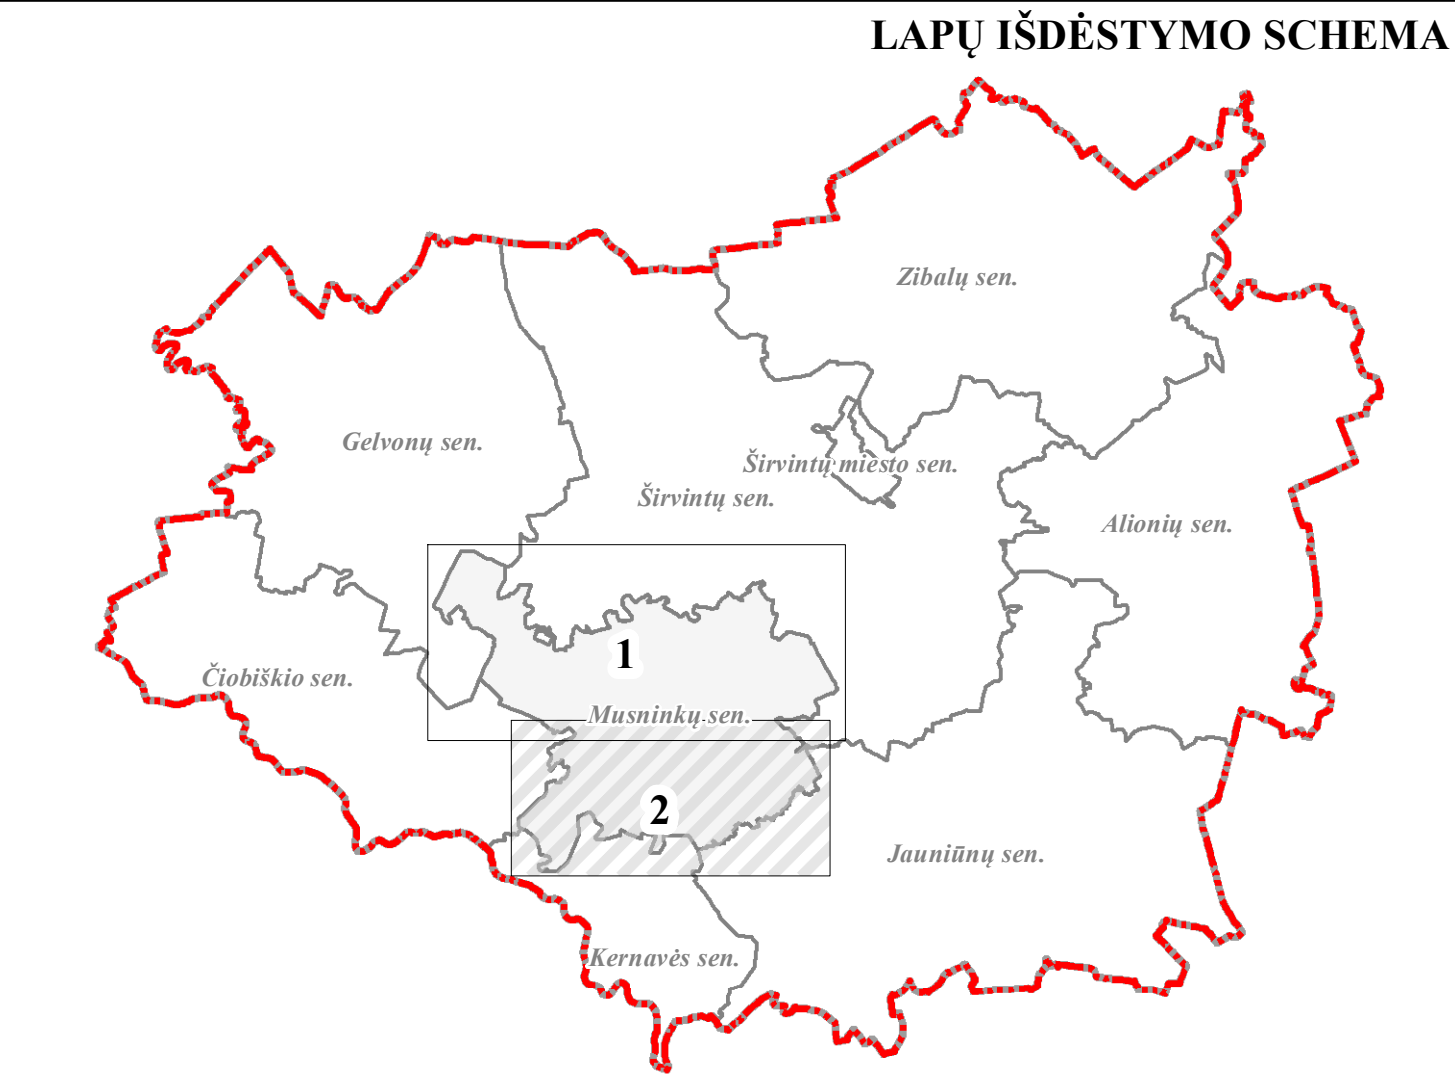 LAPŲ IŠDĖSTYMO SCHEMA
Zibalų sen.
Gelvonų sen.
Širvintų miesto sen.
Širvintų sen.
Alionių sen.
1
Čiobiškio sen.
Musninkų sen.
2
Jauniūnų sen.
Kernavės sen.